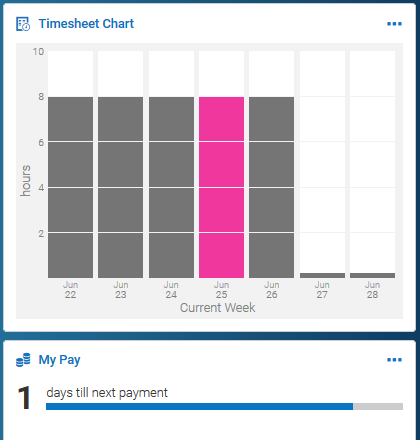 Timesheet Chart
10
8
6
4
2
hours
Jun 22
Jun 23
Jun 24
Jun 25
Jun 26
Jun 27
Jun 28
Current Week
My Pay
1 days till next payment